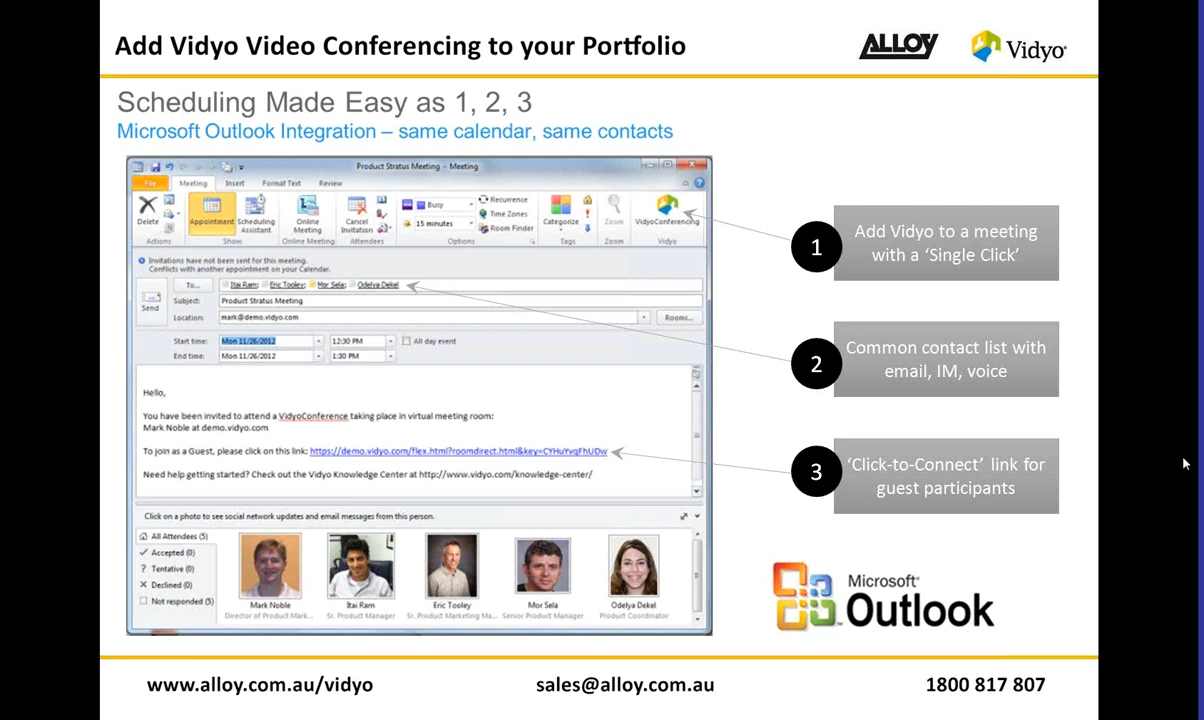 Add Vidyo Video Conferencing to your Portfolio
ALLOY
Vidyo
Scheduling Made Easy as 1, 2, 3
Microsoft Outlook Integration – same calendar, same contacts
Product Status Meeting - Meeting
File Meeting Insert Format Text Review
Delete
Appointment
Scheduling Assistant
Online Meeting
Cancel Invitation
Busy
15 minutes
Recurrence
Time Zones
Room Finder
Categorize
Zoom
VidyoConferencing
Actions Show Online Meeting Attendees Options Tags Zoom Vidyo
Invitations have not been sent for this meeting.
Conflicts with another appointment on your Calendar.
Send
To... Itai Ram; Eric Tooley; Mor Sela; Odelya Dekel
Subject: Product Status Meeting
Location: mark@demo.vidyo.com Rooms...
Start time: Mon 11/26/2012 12:30 PM All day event
End time: Mon 11/26/2012 1:30 PM
Hello,
You have been invited to attend a VidyoConference taking place in virtual meeting room:
Mark Noble at demo.vidyo.com
To join as a Guest, please click on this link: https://demo.vidyo.com/flex.html?roomdirect.html&key=CYHuYvqFhUDw
Need help getting started? Check out the Vidyo Knowledge Center at http://www.vidyo.com/knowledge-center/
Click on a photo to see social network updates and email messages from this person.
All Attendees (5)
Accepted (0)
Tentative (0)
Declined (0)
Not responded (5)
Mark Noble
Director of Product Mark...
Itai Ram
Sr. Product Manager
Eric Tooley
Sr. Product Marketing Ma...
Mor Sela
Senior Product Manager
Odelya Dekel
Product Coordinator
1
Add Vidyo to a meeting
with a ‘Single Click’
2
Common contact list with
email, IM, voice
3
‘Click-to-Connect’ link for
guest participants
Microsoft®
Outlook
www.alloy.com.au/vidyo
sales@alloy.com.au
1800 817 807